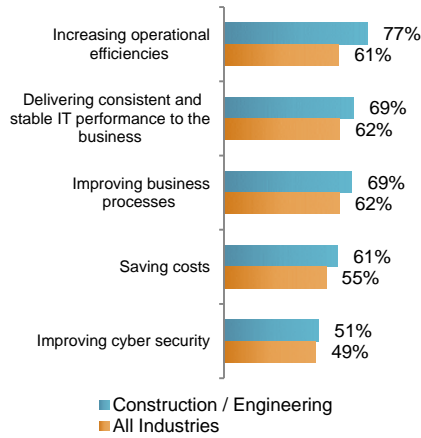 Increasing operational
efficiencies
77%
61%
Delivering consistent and
stable IT performance to the
business
69%
62%
Improving business
processes
69%
62%
Saving costs
61%
55%
Improving cyber security
51%
49%
Construction / Engineering
All Industries